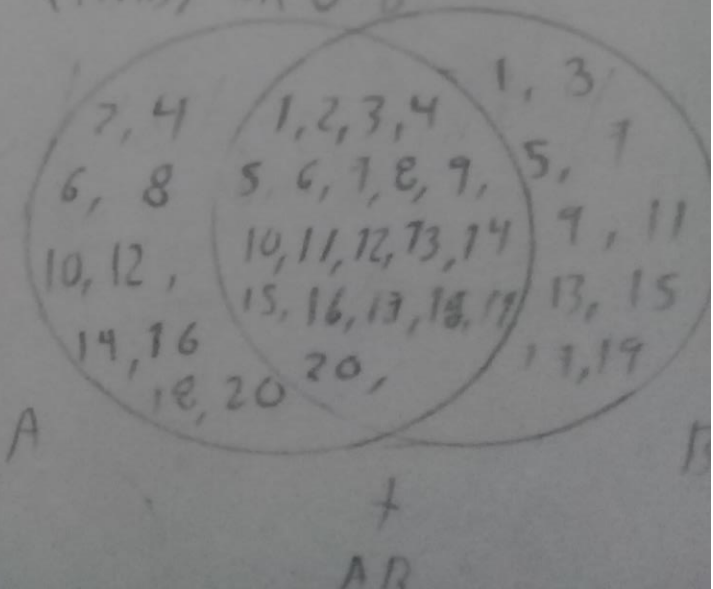 1, 3
2, 4
1, 2, 3, 4
5, 7
6, 8
5 6, 7, 8, 9,
9, 11
10, 12,
10, 11, 12, 13, 14
13, 15
14, 16
15, 16, 17, 18, 19
17, 19
18, 20
20,
A
B
+
AB